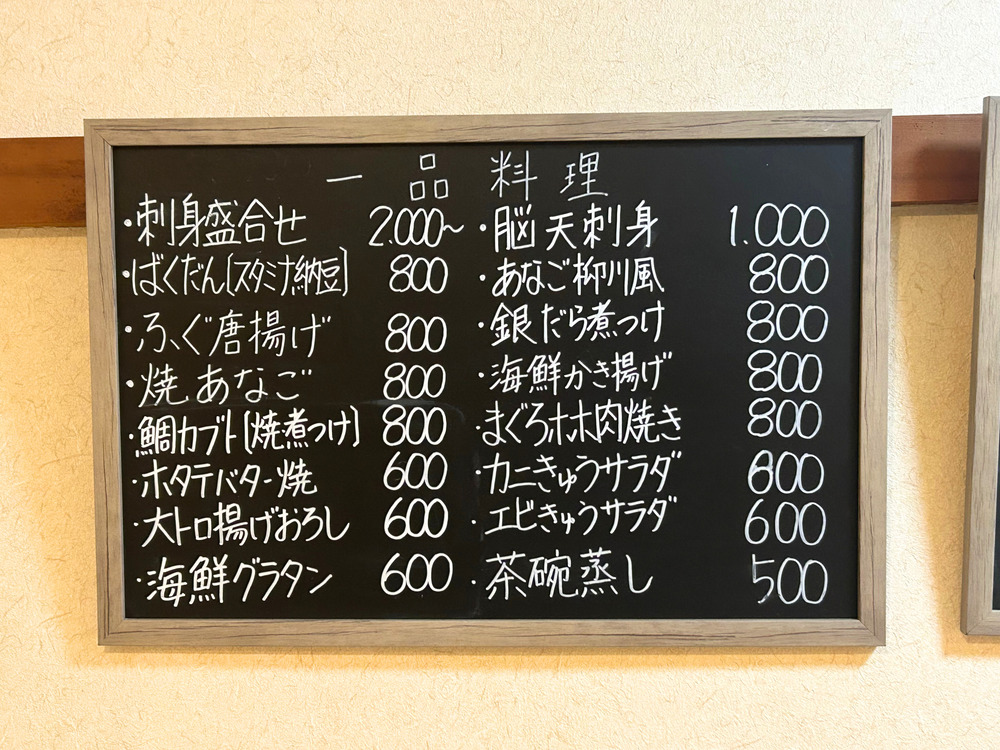 一品料理
・刺身盛合せ 2.000~
・ばくだん[スタミナ納豆] 800
・ふぐ唐揚げ 800
・焼あなご 800
・鯛カブト[焼・煮つけ] 800
・ホタテバター焼 600
・大トロ揚げおろし 600
・海鮮グラタン 600
・脳天刺身 1.000
・あなご柳川風 800
・銀だら煮つけ 800
・海鮮かき揚げ 800
・まぐろホホ肉焼き 800
・カニきゅうサラダ 800
・エビきゅうサラダ 600
・茶碗蒸し 500